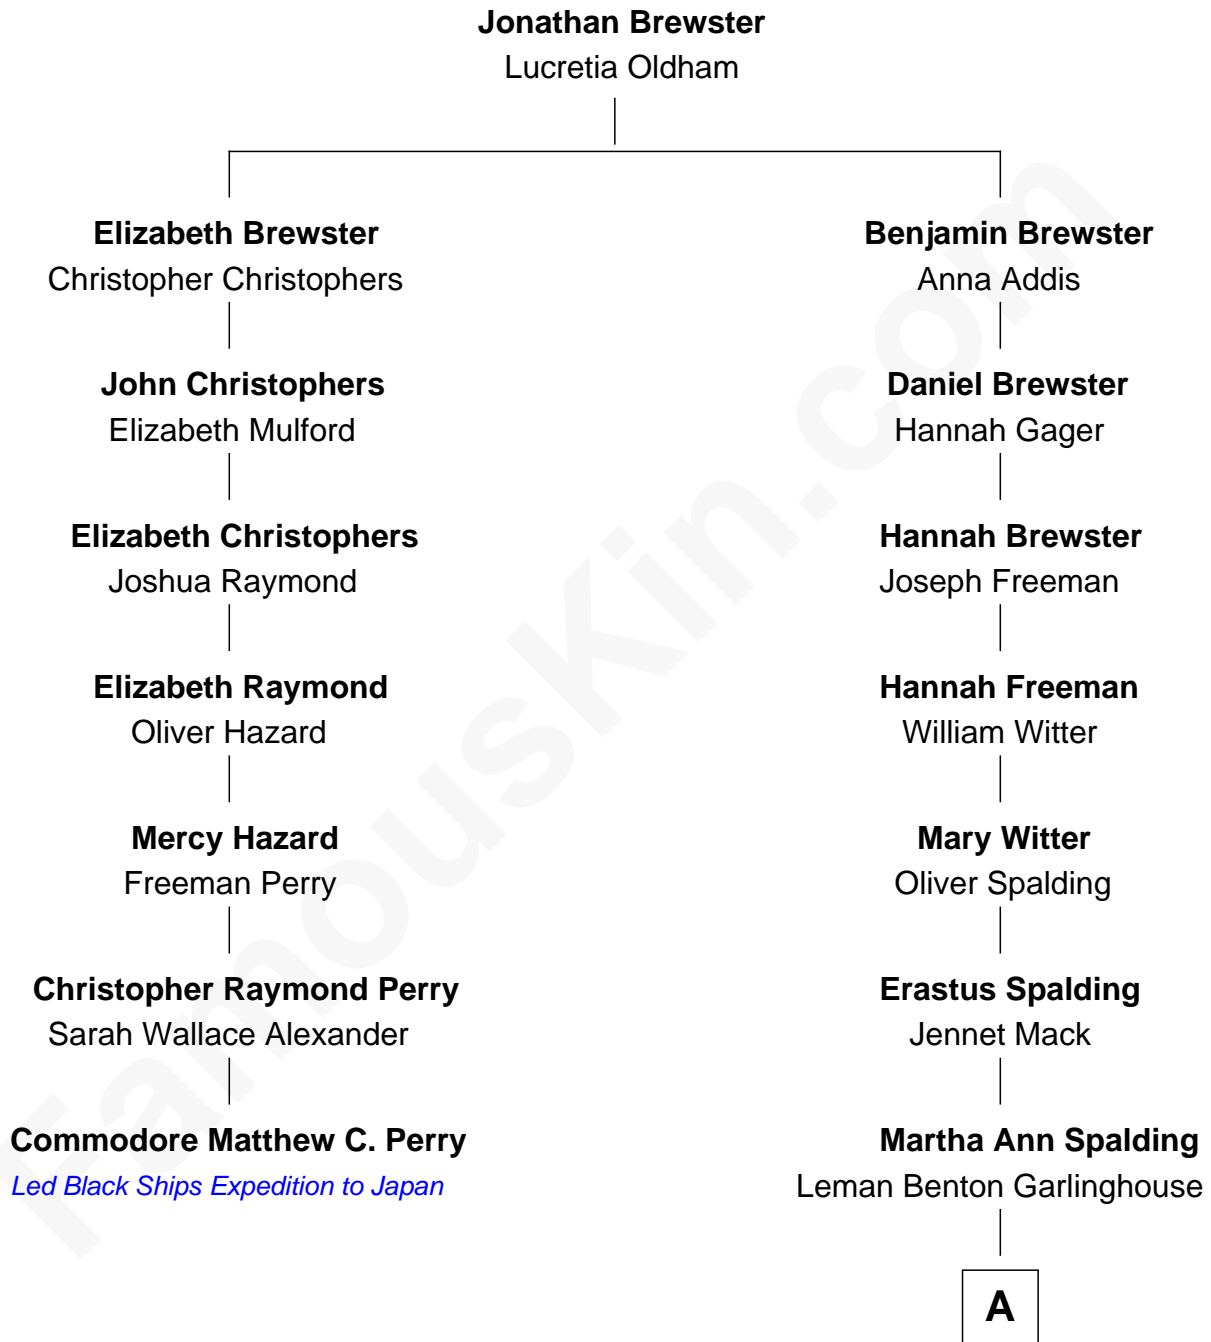 Jonathan Brewster
Lucretia Oldham
Elizabeth Brewster
Christopher Christophers
John Christophers
Elizabeth Mulford
Elizabeth Christophers
Joshua Raymond
Elizabeth Raymond
Oliver Hazard
Mercy Hazard
Freeman Perry
Christopher Raymond Perry
Sarah Wallace Alexander
Commodore Matthew C. Perry
Led Black Ships Expedition to Japan
Benjamin Brewster
Anna Addis
Daniel Brewster
Hannah Gager
Hannah Brewster
Joseph Freeman
Hannah Freeman
William Witter
Mary Witter
Oliver Spalding
Erastus Spalding
Jennet Mack
Martha Ann Spalding
Leman Benton Garlinghouse
A
FamousKin.com